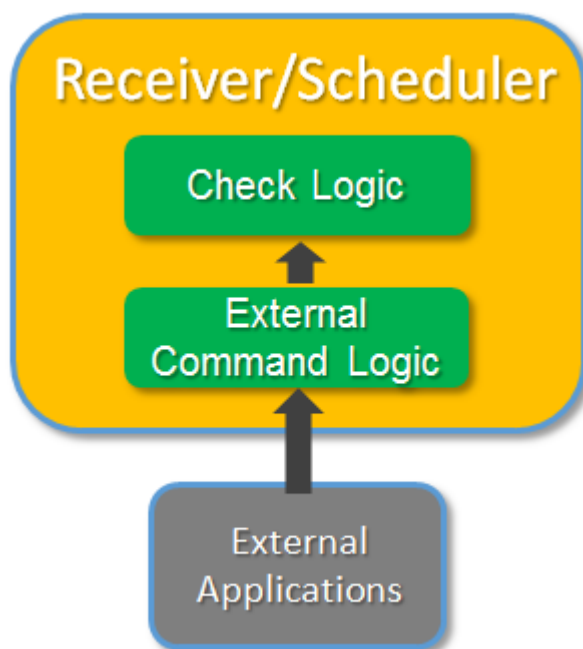 Receiver/Scheduler
Check Logic
External
Command Logic
External
Applications